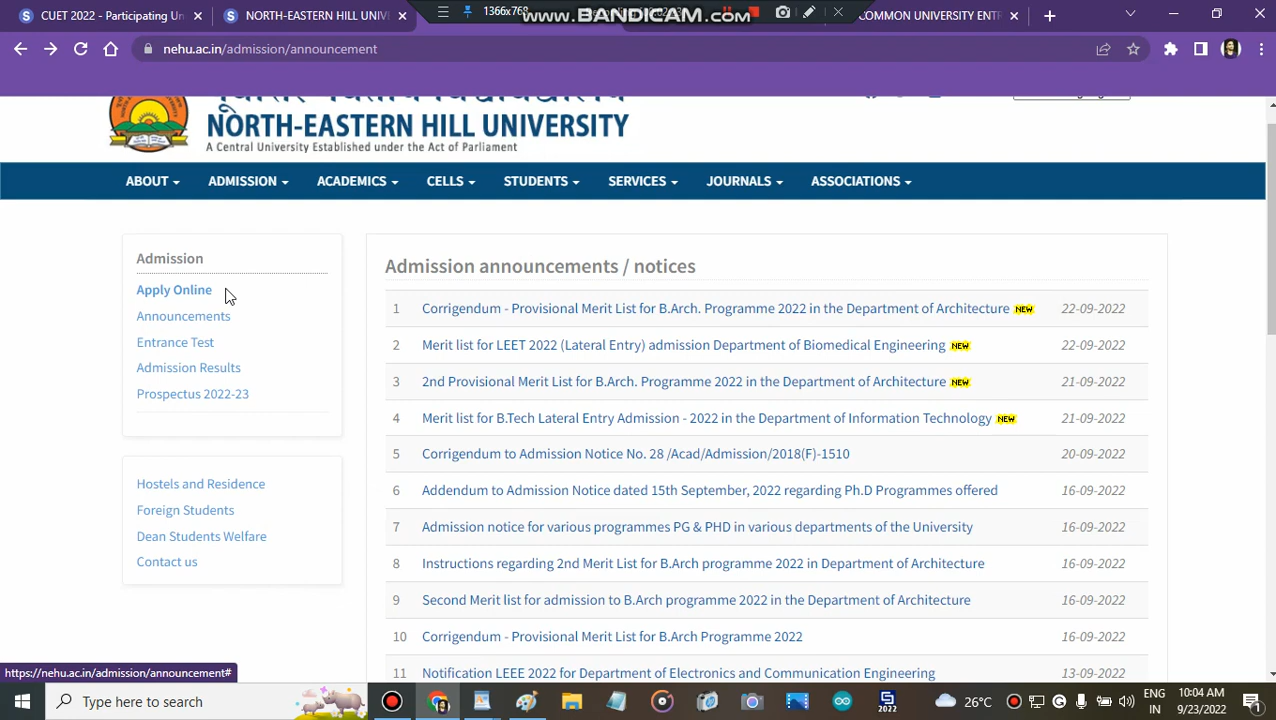 CUET 2022 - Participating Un
NORTH-EASTERN HILL UNIV
1366x768
www.BANDICAM.com
COMMON UNIVERSITY ENT
nehu.ac.in/admission/announcement
NORTH-EASTERN HILL UNIVERSITY
A Central University Established under the Act of Parliament
ABOUT ADMISSION ACADEMICS CELLS STUDENTS SERVICES JOURNALS ASSOCIATIONS
Admission
Apply Online
Announcements
Entrance Test
Admission Results
Prospectus 2022-23
Hostels and Residence
Foreign Students
Dean Students Welfare
Contact us
Admission announcements / notices
1 Corrigendum - Provisional Merit List for B.Arch. Programme 2022 in the Department of Architecture NEW 22-09-2022
2 Merit list for LEET 2022 (Lateral Entry) admission Department of Biomedical Engineering NEW 22-09-2022
3 2nd Provisional Merit List for B.Arch. Programme 2022 in the Department of Architecture NEW 21-09-2022
4 Merit list for B.Tech Lateral Entry Admission - 2022 in the Department of Information Technology NEW 21-09-2022
5 Corrigendum to Admission Notice No. 28 /Acad/Admission/2018(F)-1510 20-09-2022
6 Addendum to Admission Notice dated 15th September, 2022 regarding Ph.D Programmes offered 16-09-2022
7 Admission notice for various programmes PG & PHD in various departments of the University 16-09-2022
8 Instructions regarding 2nd Merit List for B.Arch programme 2022 in Department of Architecture 16-09-2022
9 Second Merit list for admission to B.Arch programme 2022 in the Department of Architecture 16-09-2022
10 Corrigendum - Provisional Merit List for B.Arch Programme 2022 16-09-2022
11 Notification LEEE 2022 for Department of Electronics and Communication Engineering 13-09-2022
https://nehu.ac.in/admission/announcement#
Type here to search
2022
26°C
ENG
IN
10:04 AM
9/23/2022
1